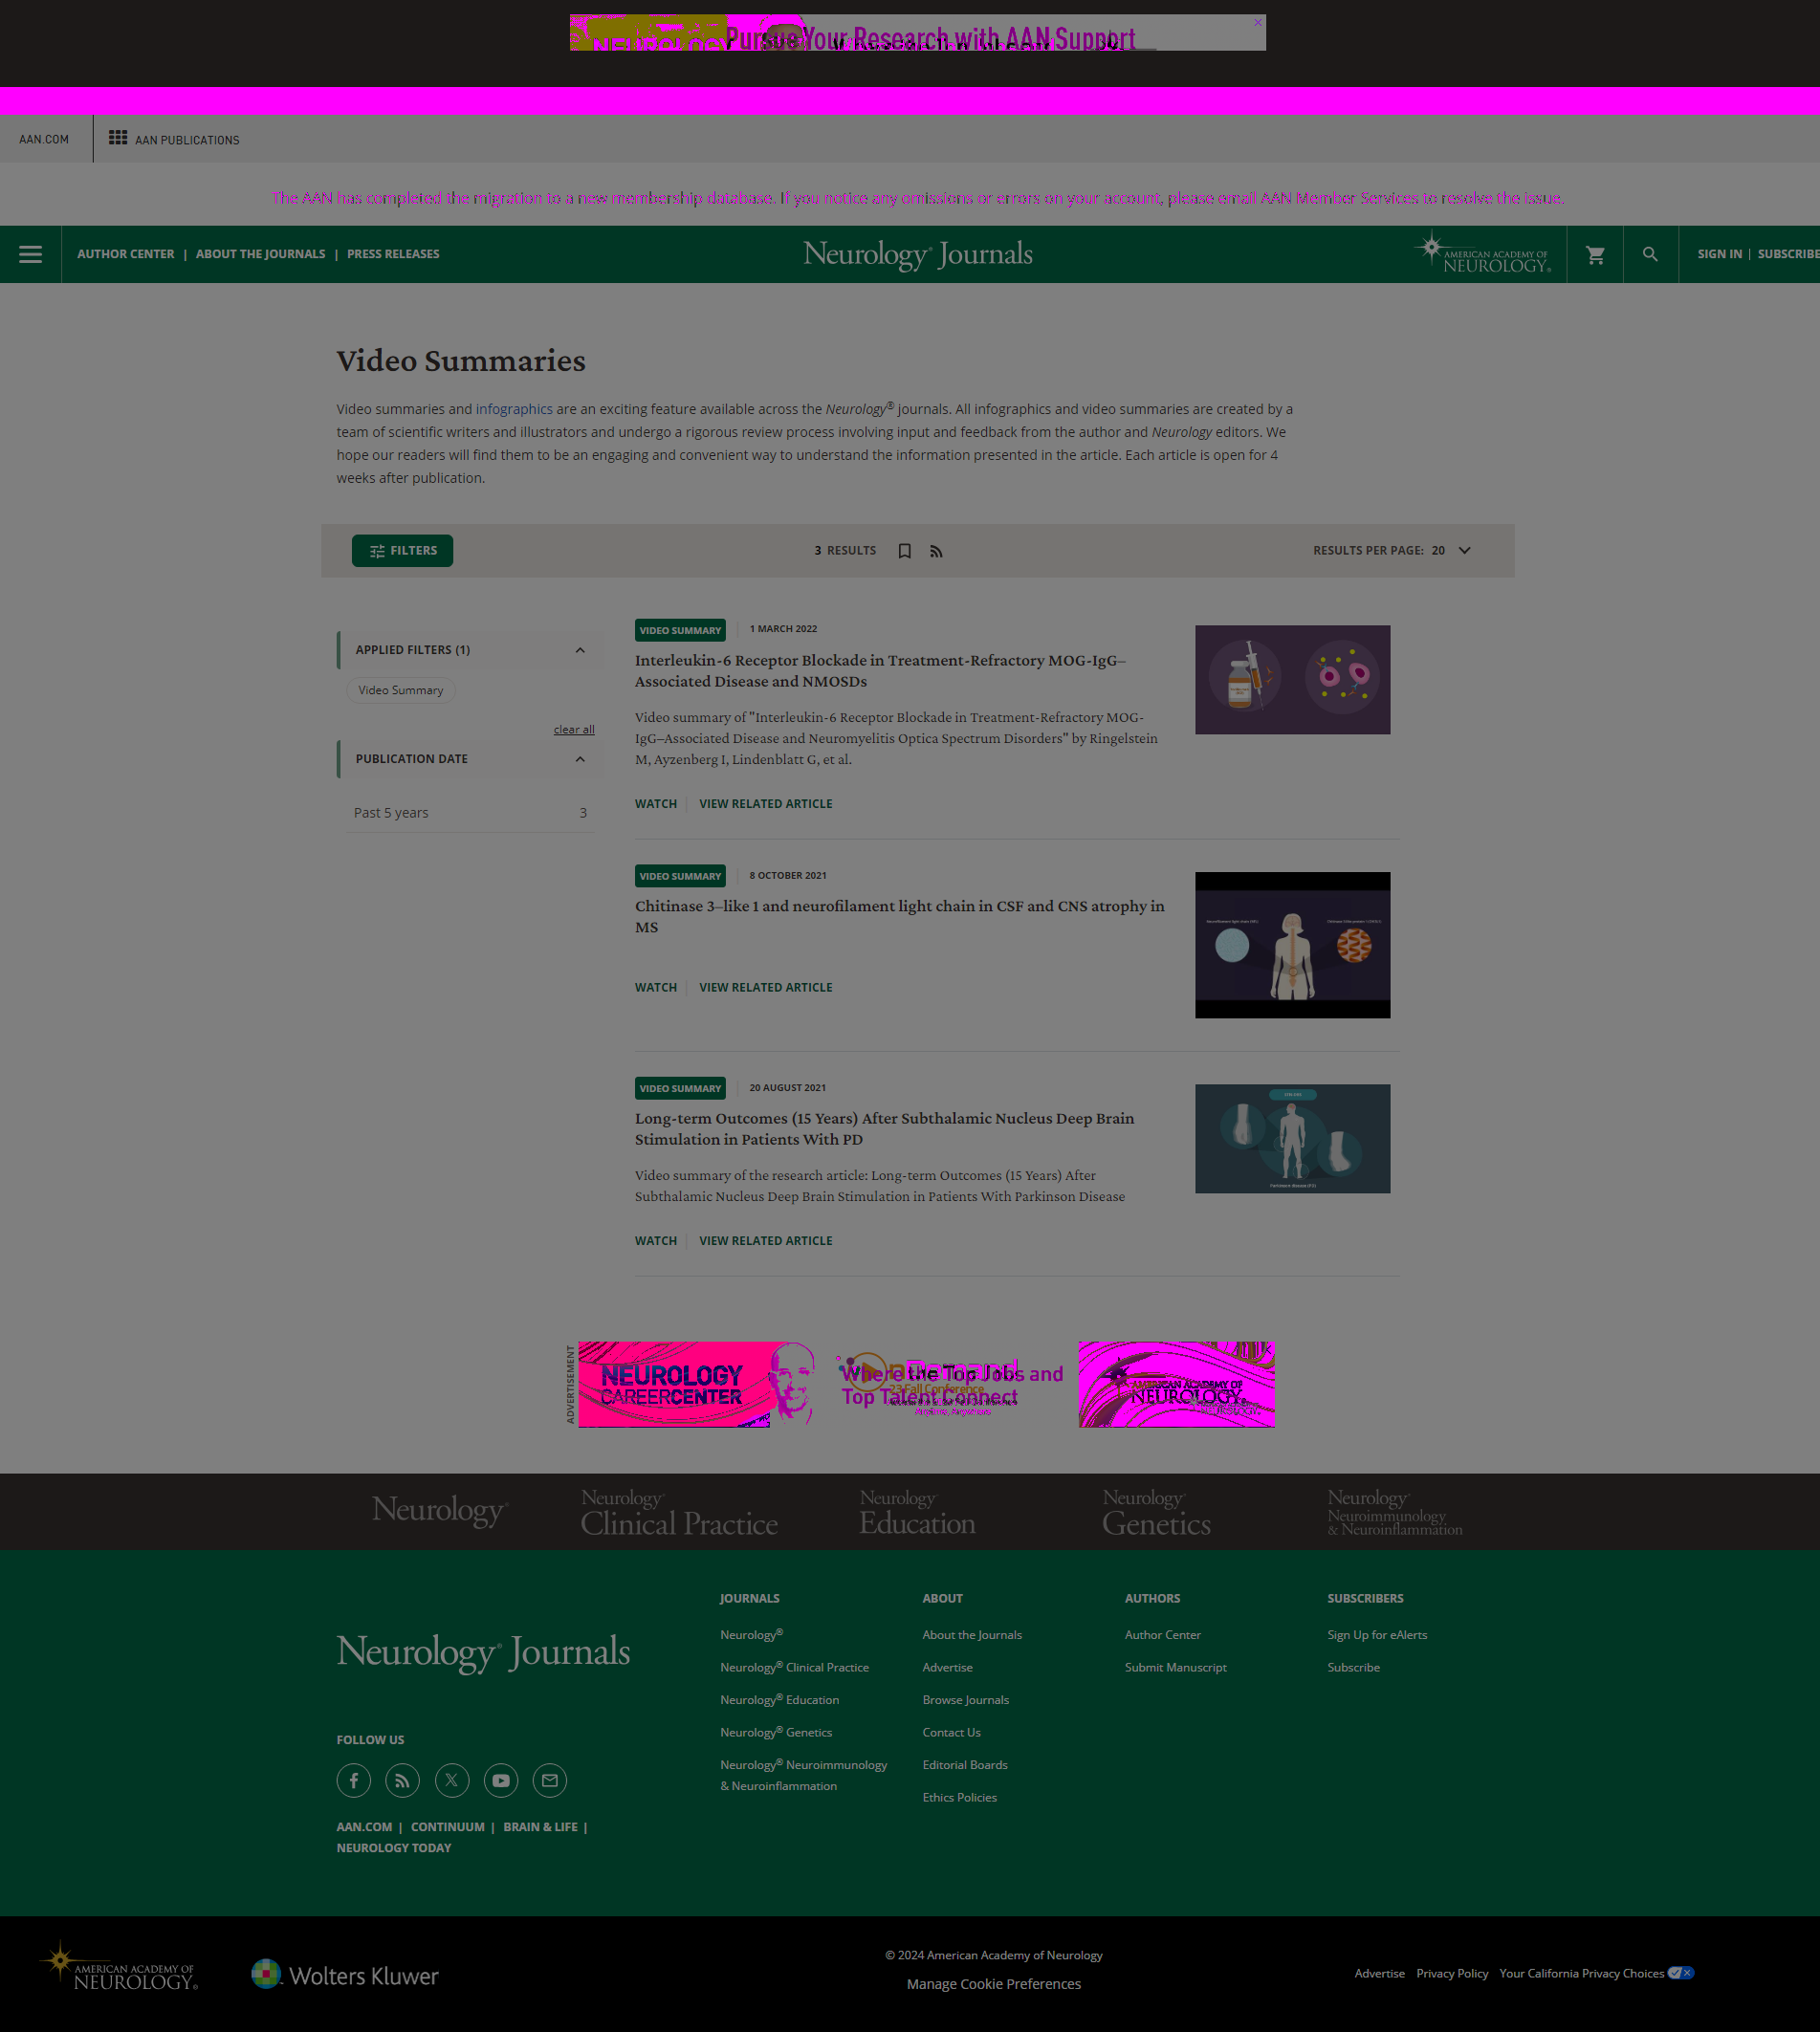 Pursue Your Research with AAN Support
AAN.COM
AAN PUBLICATIONS
The AAN has completed the migration to a new membership database. If you notice any omissions or errors on your account, please email AAN Member Services to resolve the issue.
AUTHOR CENTER | ABOUT THE JOURNALS | PRESS RELEASES
Neurology® Journals
AMERICAN ACADEMY OF
NEUROLOGY®
SIGN IN | SUBSCRIBE
Video Summaries
Video summaries and infographics are an exciting feature available across the Neurology® journals. All infographics and video summaries are created by a
team of scientific writers and illustrators and undergo a rigorous review process involving input and feedback from the author and Neurology editors. We
hope our readers will find them to be an engaging and convenient way to understand the information presented in the article. Each article is open for 4
weeks after publication.
FILTERS
3 RESULTS
RESULTS PER PAGE: 20
APPLIED FILTERS (1)
Video Summary
clear all
PUBLICATION DATE
Past 5 years 3
VIDEO SUMMARY 1 MARCH 2022
Interleukin-6 Receptor Blockade in Treatment-Refractory MOG-IgG–
Associated Disease and NMOSDs
Video summary of "Interleukin-6 Receptor Blockade in Treatment-Refractory MOG-
IgG–Associated Disease and Neuromyelitis Optica Spectrum Disorders" by Ringelstein
M, Ayzenberg I, Lindenblatt G, et al.
WATCH VIEW RELATED ARTICLE
VIDEO SUMMARY 8 OCTOBER 2021
Chitinase 3–like 1 and neurofilament light chain in CSF and CNS atrophy in
MS
WATCH VIEW RELATED ARTICLE
VIDEO SUMMARY 20 AUGUST 2021
Long-term Outcomes (15 Years) After Subthalamic Nucleus Deep Brain
Stimulation in Patients With PD
Video summary of the research article: Long-term Outcomes (15 Years) After
Subthalamic Nucleus Deep Brain Stimulation in Patients With Parkinson Disease
WATCH VIEW RELATED ARTICLE
Parkinson disease (PD)
ADVERTISEMENT
NEUROLOGY
CAREERCENTER
Where the Top Jobs and
Top Talent Connect
Fall Conference
AMERICAN ACADEMY OF
NEUROLOGY®
Neurology®
Neurology®
Clinical Practice
Neurology®
Education
Neurology®
Genetics
Neurology®
Neuroimmunology
& Neuroinflammation
Neurology® Journals
FOLLOW US
AAN.COM | CONTINUUM | BRAIN & LIFE |
NEUROLOGY TODAY
JOURNALS
Neurology®
Neurology® Clinical Practice
Neurology® Education
Neurology® Genetics
Neurology® Neuroimmunology
& Neuroinflammation
ABOUT
About the Journals
Advertise
Browse Journals
Contact Us
Editorial Boards
Ethics Policies
AUTHORS
Author Center
Submit Manuscript
SUBSCRIBERS
Sign Up for eAlerts
Subscribe
AMERICAN ACADEMY OF
NEUROLOGY®
Wolters Kluwer
© 2024 American Academy of Neurology
Manage Cookie Preferences
Advertise Privacy Policy Your California Privacy Choices